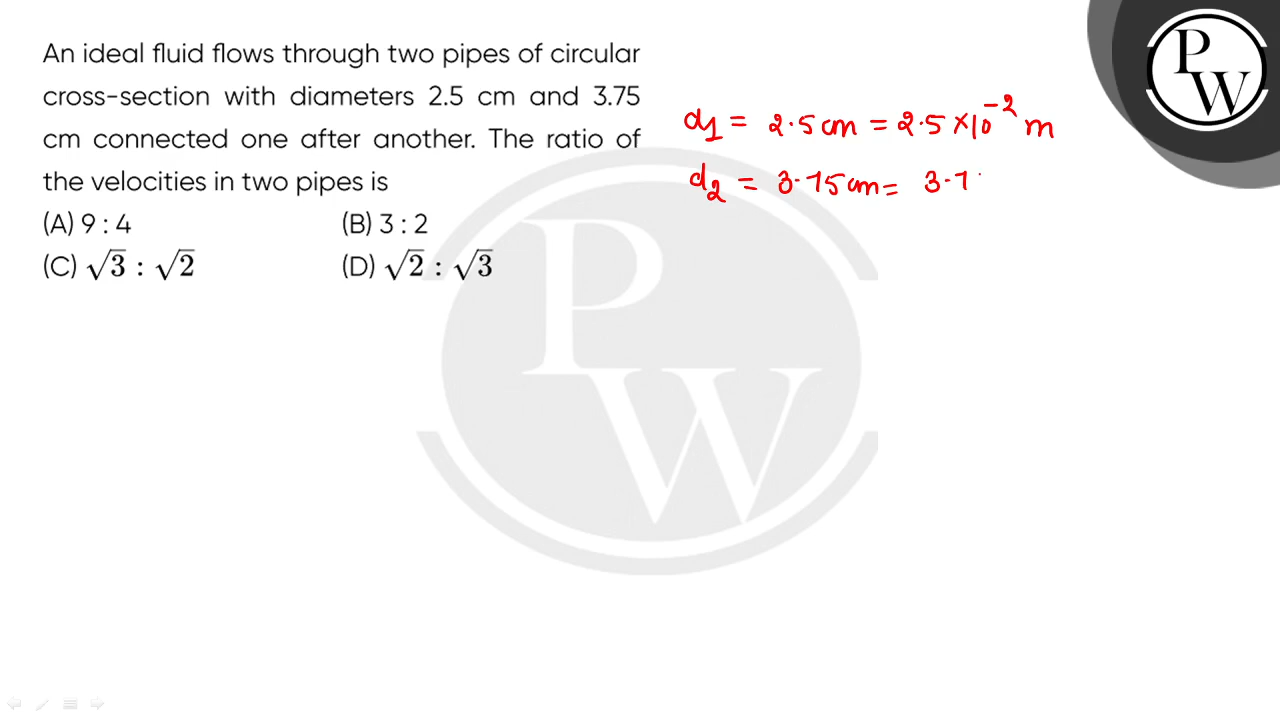 An ideal fluid flows through two pipes of circular
cross-section with diameters 2.5 cm and 3.75
cm connected one after another. The ratio of
the velocities in two pipes is
(A) 9 : 4 (B) 3 : 2
(C) √3 : √2 (D) √2 : √3
d₁ = 2.5 cm = 2.5 × 10⁻² m
d₂ = 3.75 cm = 3.7
P
W
P
W